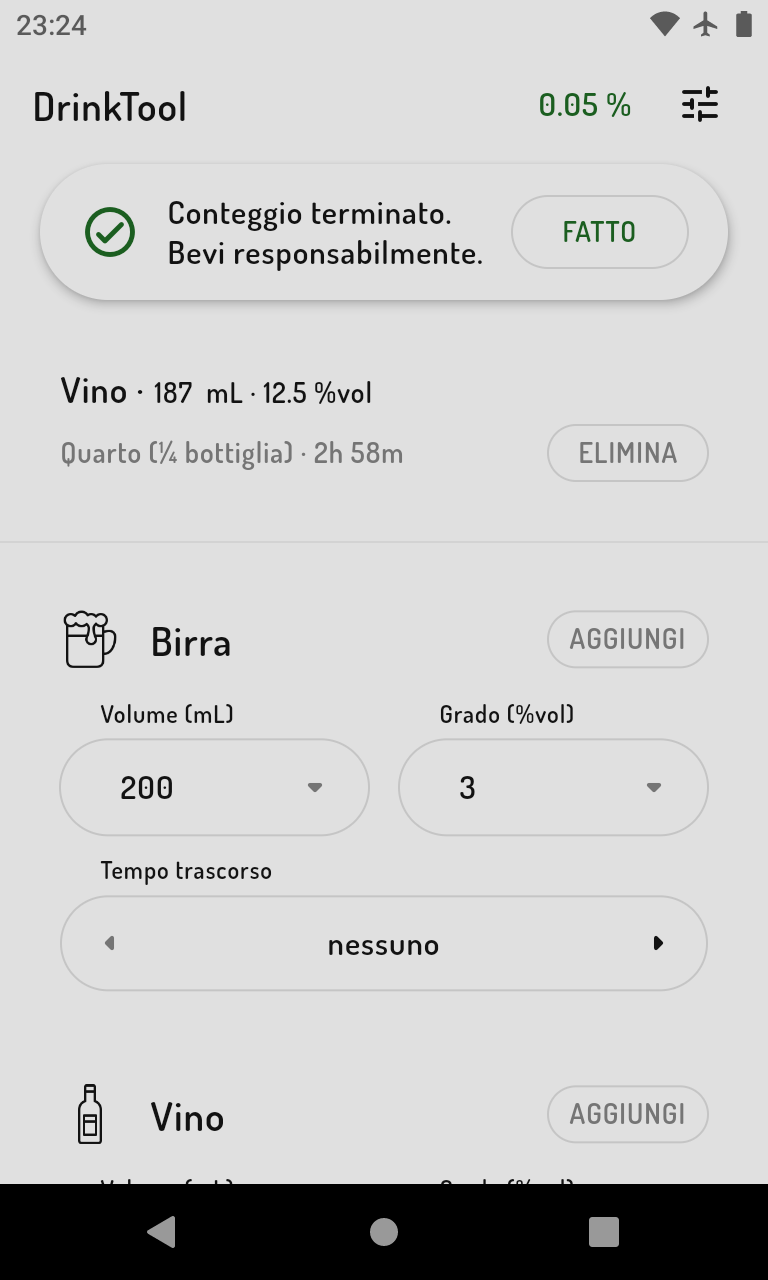 23:24
DrinkTool
0.05 %
Conteggio terminato.
Bevi responsabilmente.
FATTO
Vino · 187 mL · 12.5 %vol
Quarto (¼ bottiglia) · 2h 58m
ELIMINA
Birra
AGGIUNGI
Volume (mL)
Grado (%vol)
200
3
Tempo trascorso
nessuno
Vino
AGGIUNGI